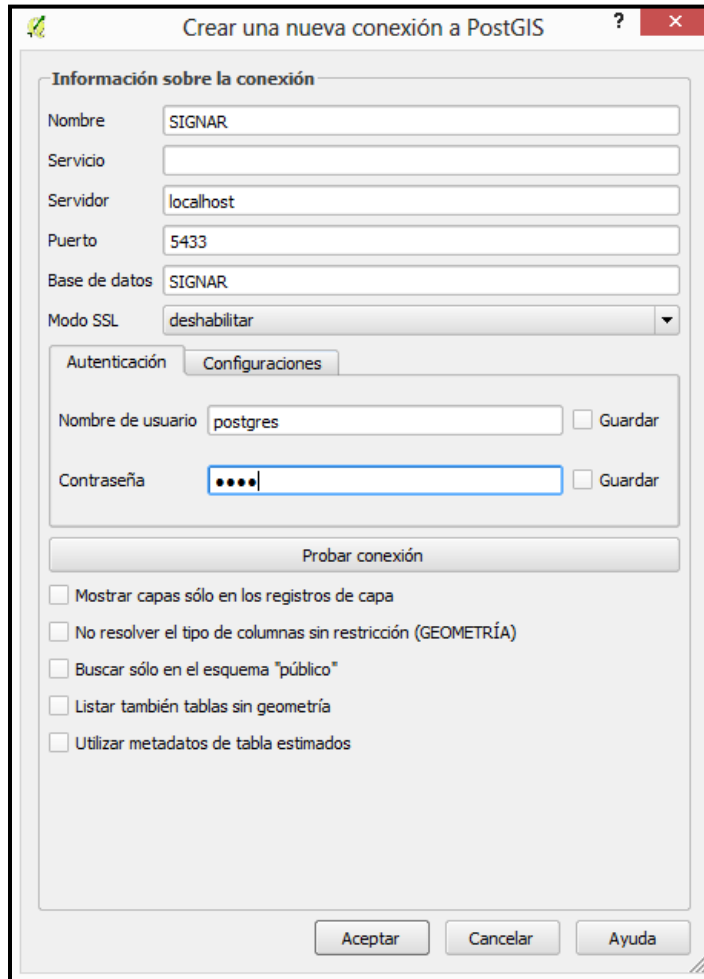 Crear una nueva conexión a PostGIS
?
Información sobre la conexión
Nombre SIGNAR
Servicio
Servidor localhost
Puerto 5433
Base de datos SIGNAR
Modo SSL deshabilitar
Autenticación Configuraciones
Nombre de usuario postgres Guardar
Contraseña ●●●● Guardar
Probar conexión
Mostrar capas sólo en los registros de capa
No resolver el tipo de columnas sin restricción (GEOMETRÍA)
Buscar sólo en el esquema "público"
Listar también tablas sin geometría
Utilizar metadatos de tabla estimados
Aceptar Cancelar Ayuda